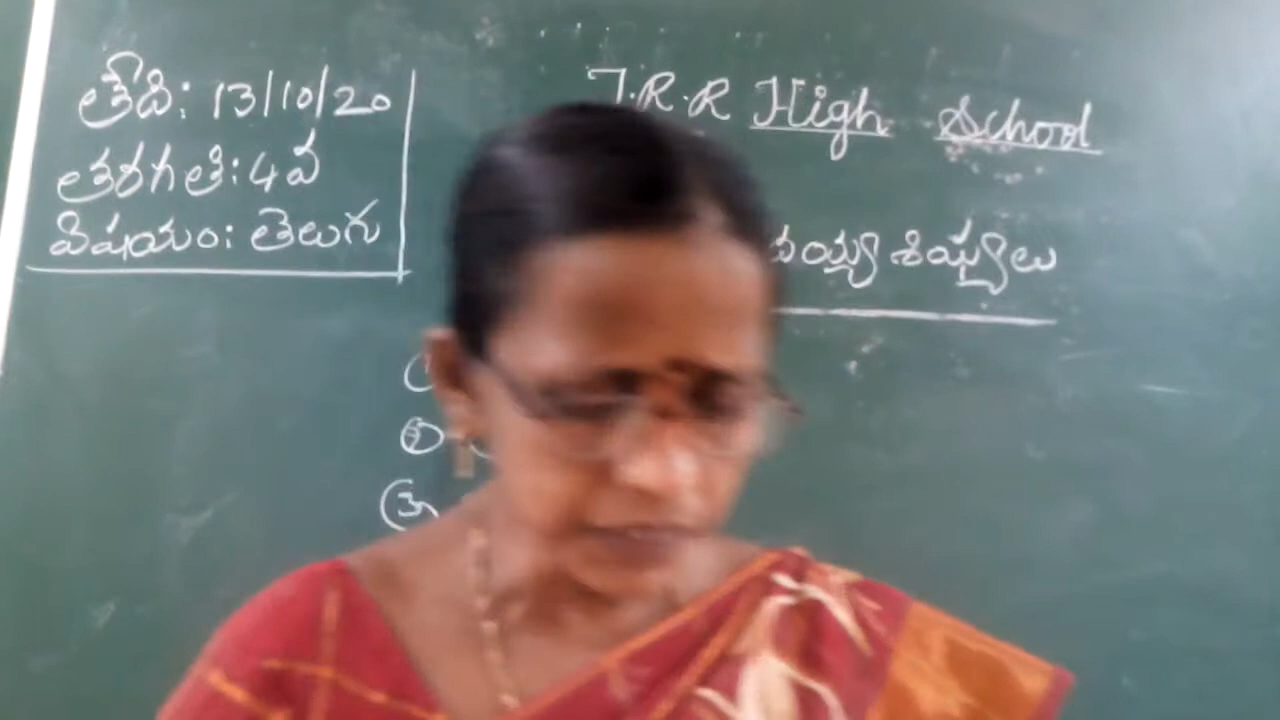 తేది: 13/10/20
తరగతి: 4వ
విషయం: తెలుగు
T.R.R High School
శిష్యులు